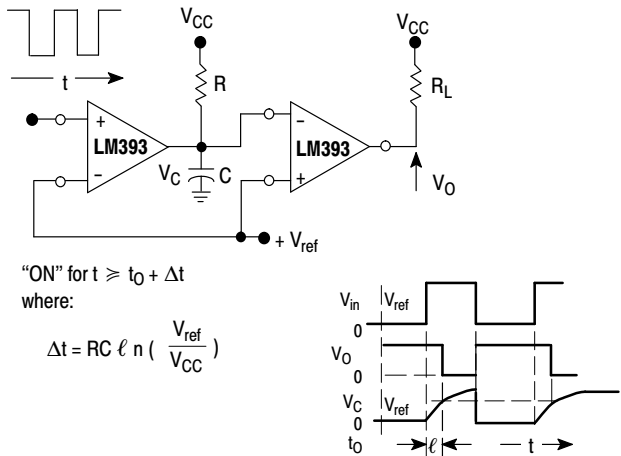 VCC
VCC
t
R
RL
+
LM393
−
VC
C
−
LM393
+
VO
+ Vref
“ON” for t ⩾ tO + Δt
where:
Δt = RC ℓ n ( Vref / VCC )
Vin
Vref
0
VO
0
VC
Vref
0
tO
ℓ
t